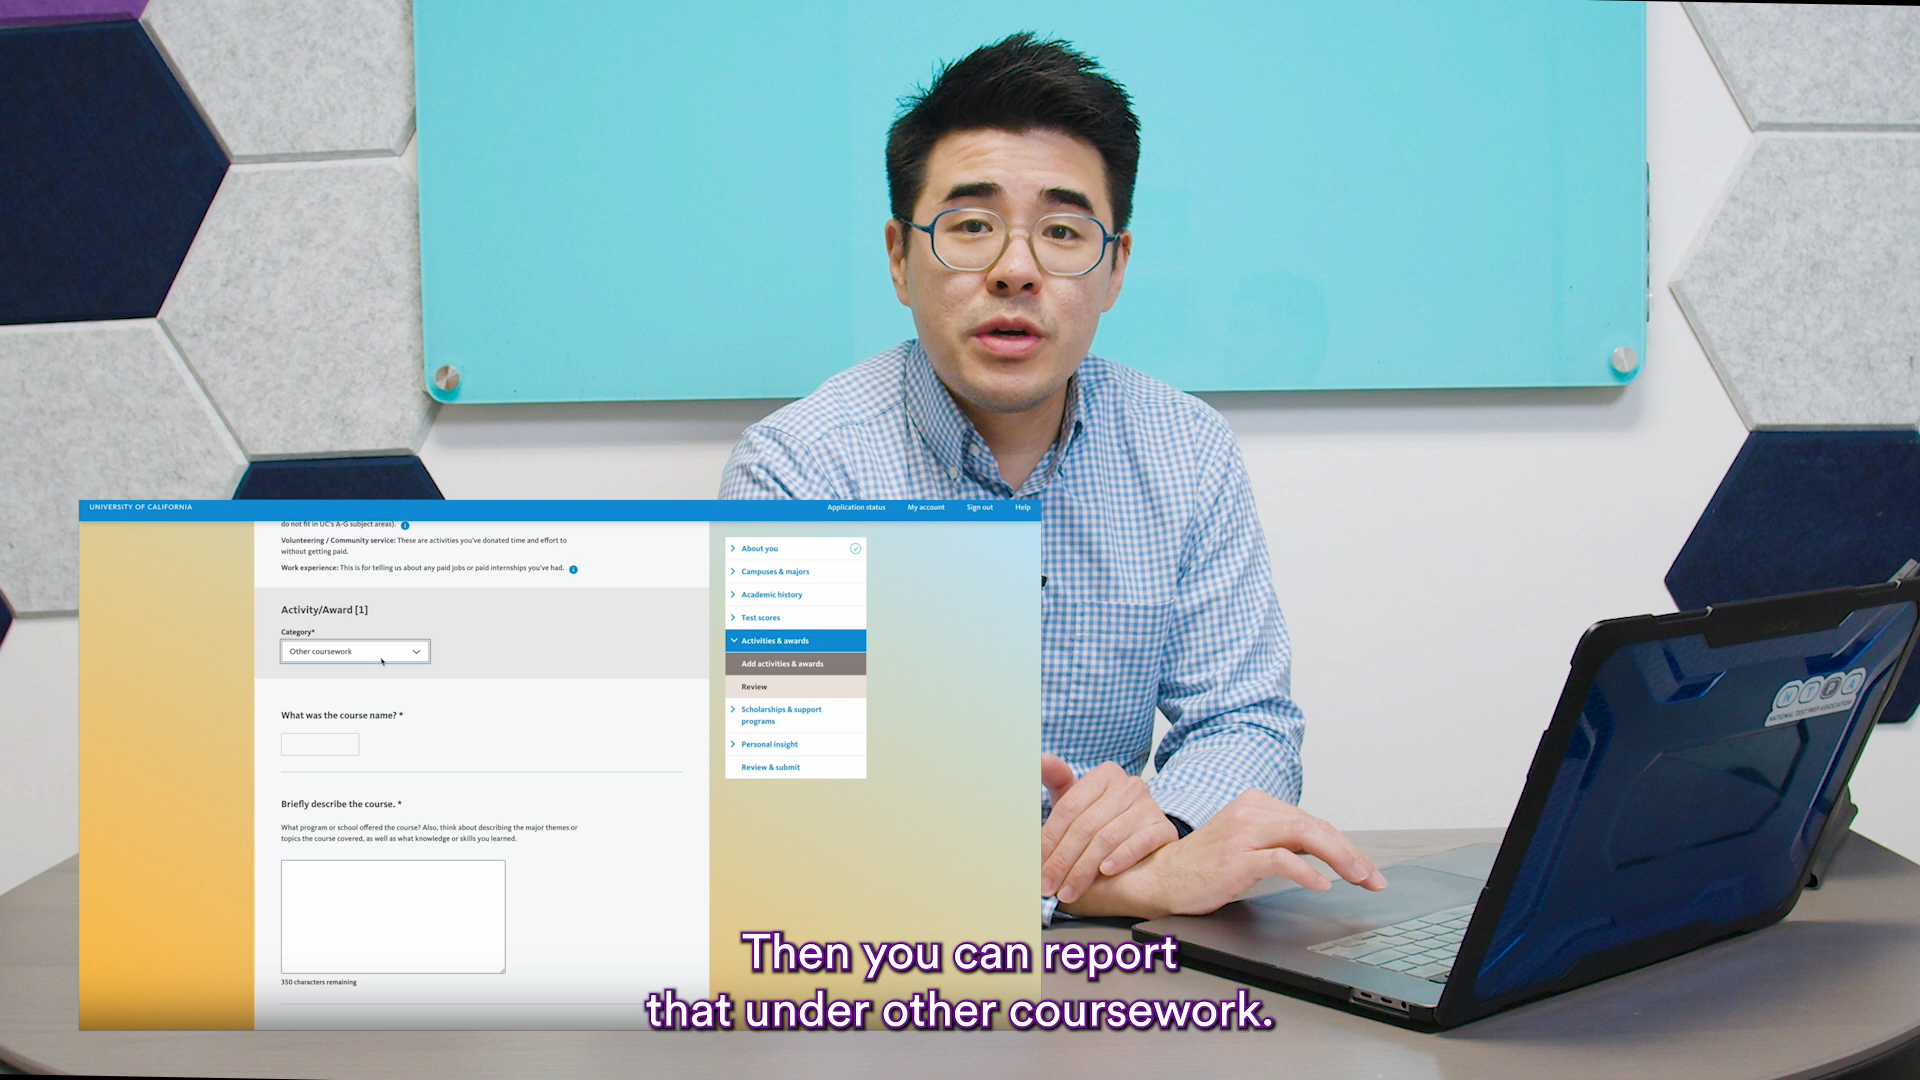 UNIVERSITY OF CALIFORNIA
Application status
My account
Sign out
Help
do not fit in UC's A-G subject areas).
Volunteering / Community service: These are activities you've donated time and effort to
without getting paid.
Work experience: This is for telling us about any paid jobs or paid internships you've had.
Activity/Award [1]
Category*
Other coursework
What was the course name? *
Briefly describe the course. *
What program or school offered the course? Also, think about describing the major themes or
topics the course covered, as well as what knowledge or skills you learned.
350 characters remaining
About you
Campuses & majors
Academic history
Test scores
Activities & awards
Add activities & awards
Review
Scholarships & support
programs
Personal insight
Review & submit
NTPA
NATIONAL TEST PREP ASSOCIATION
Then you can report
that under other coursework.